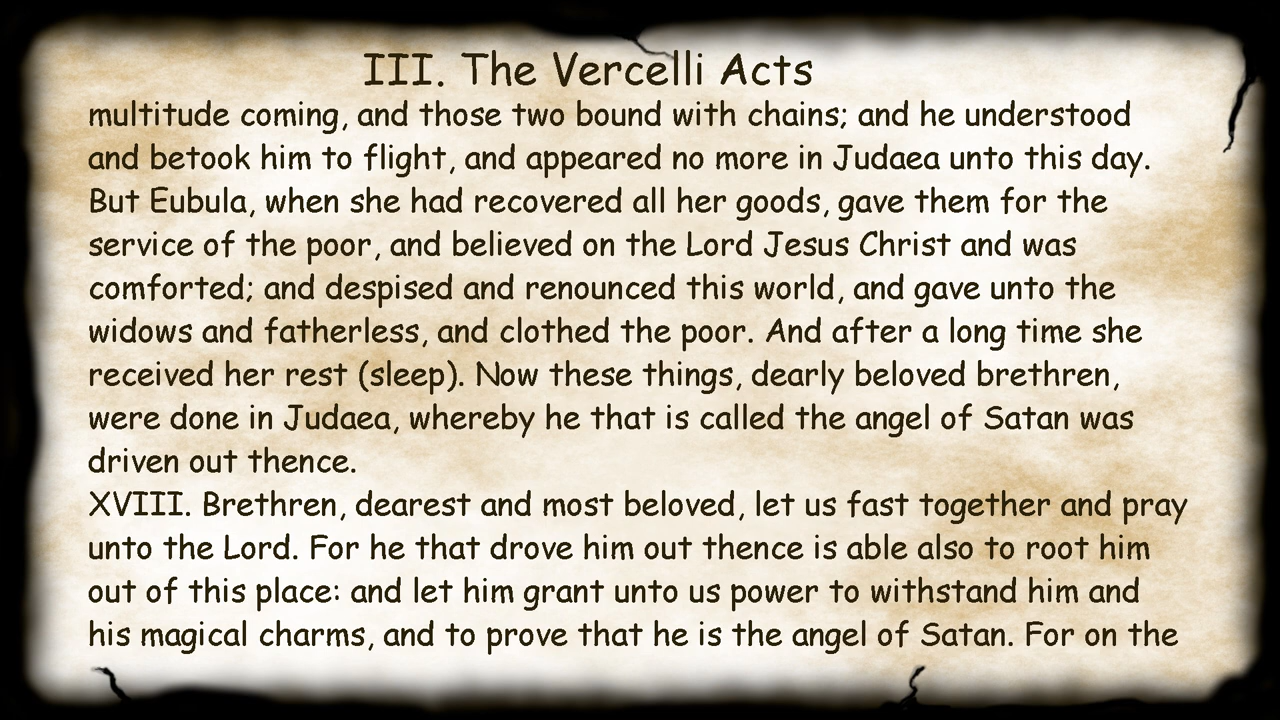 III. The Vercelli Acts
multitude coming, and those two bound with chains; and he understood
and betook him to flight, and appeared no more in Judaea unto this day.
But Eubula, when she had recovered all her goods, gave them for the
service of the poor, and believed on the Lord Jesus Christ and was
comforted; and despised and renounced this world, and gave unto the
widows and fatherless, and clothed the poor. And after a long time she
received her rest (sleep). Now these things, dearly beloved brethren,
were done in Judaea, whereby he that is called the angel of Satan was
driven out thence.
XVIII. Brethren, dearest and most beloved, let us fast together and pray
unto the Lord. For he that drove him out thence is able also to root him
out of this place: and let him grant unto us power to withstand him and
his magical charms, and to prove that he is the angel of Satan. For on the